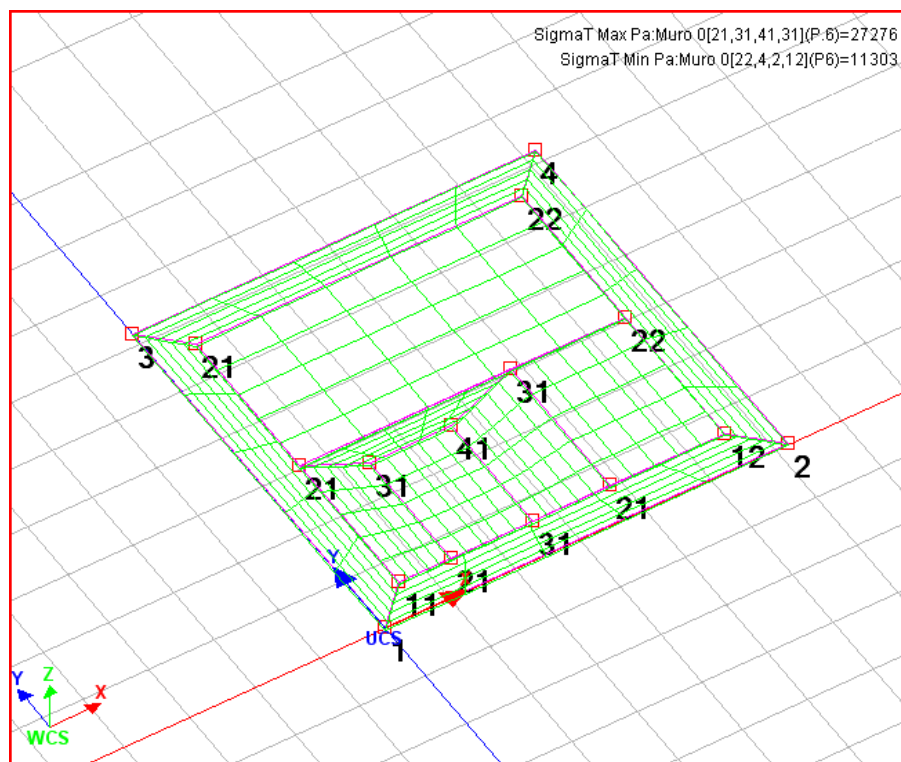 SigmaT Max Pa:Muro 0[21,31,41,31](P:6)=27276
SigmaT Min Pa:Muro 0[22,4,2,12](P6)=11303
4
22
3
21
22
31
41
12
2
21
31
21
31
21
Y
11
UCS
1
Y
Z
X
WCS